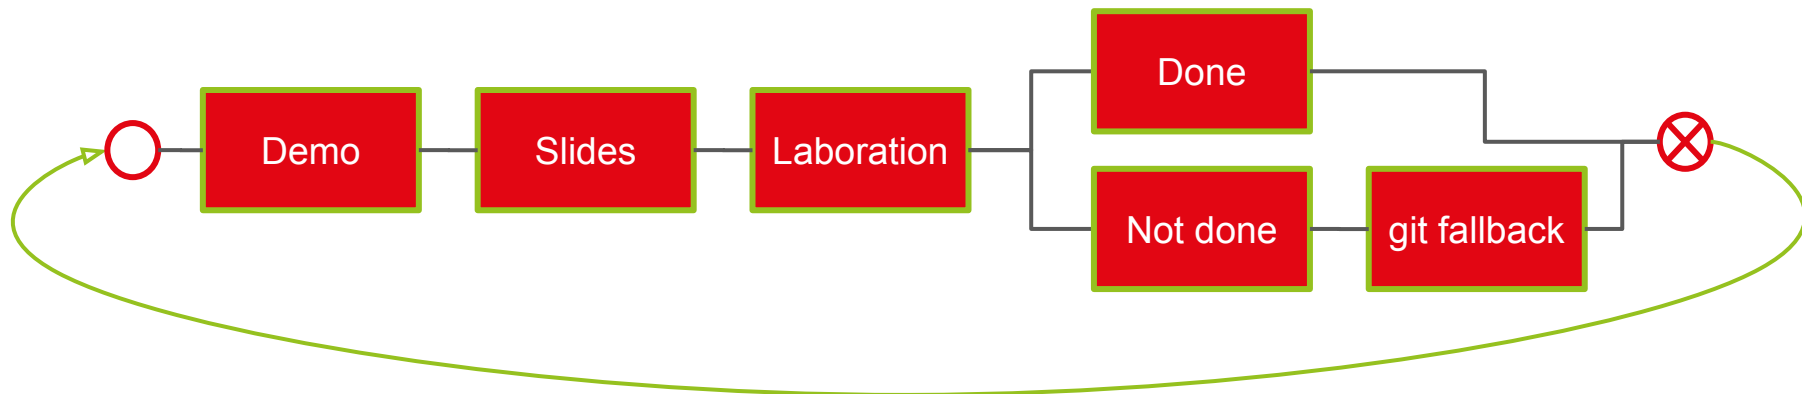 Demo
Slides
Laboration
Done
Not done
git fallback